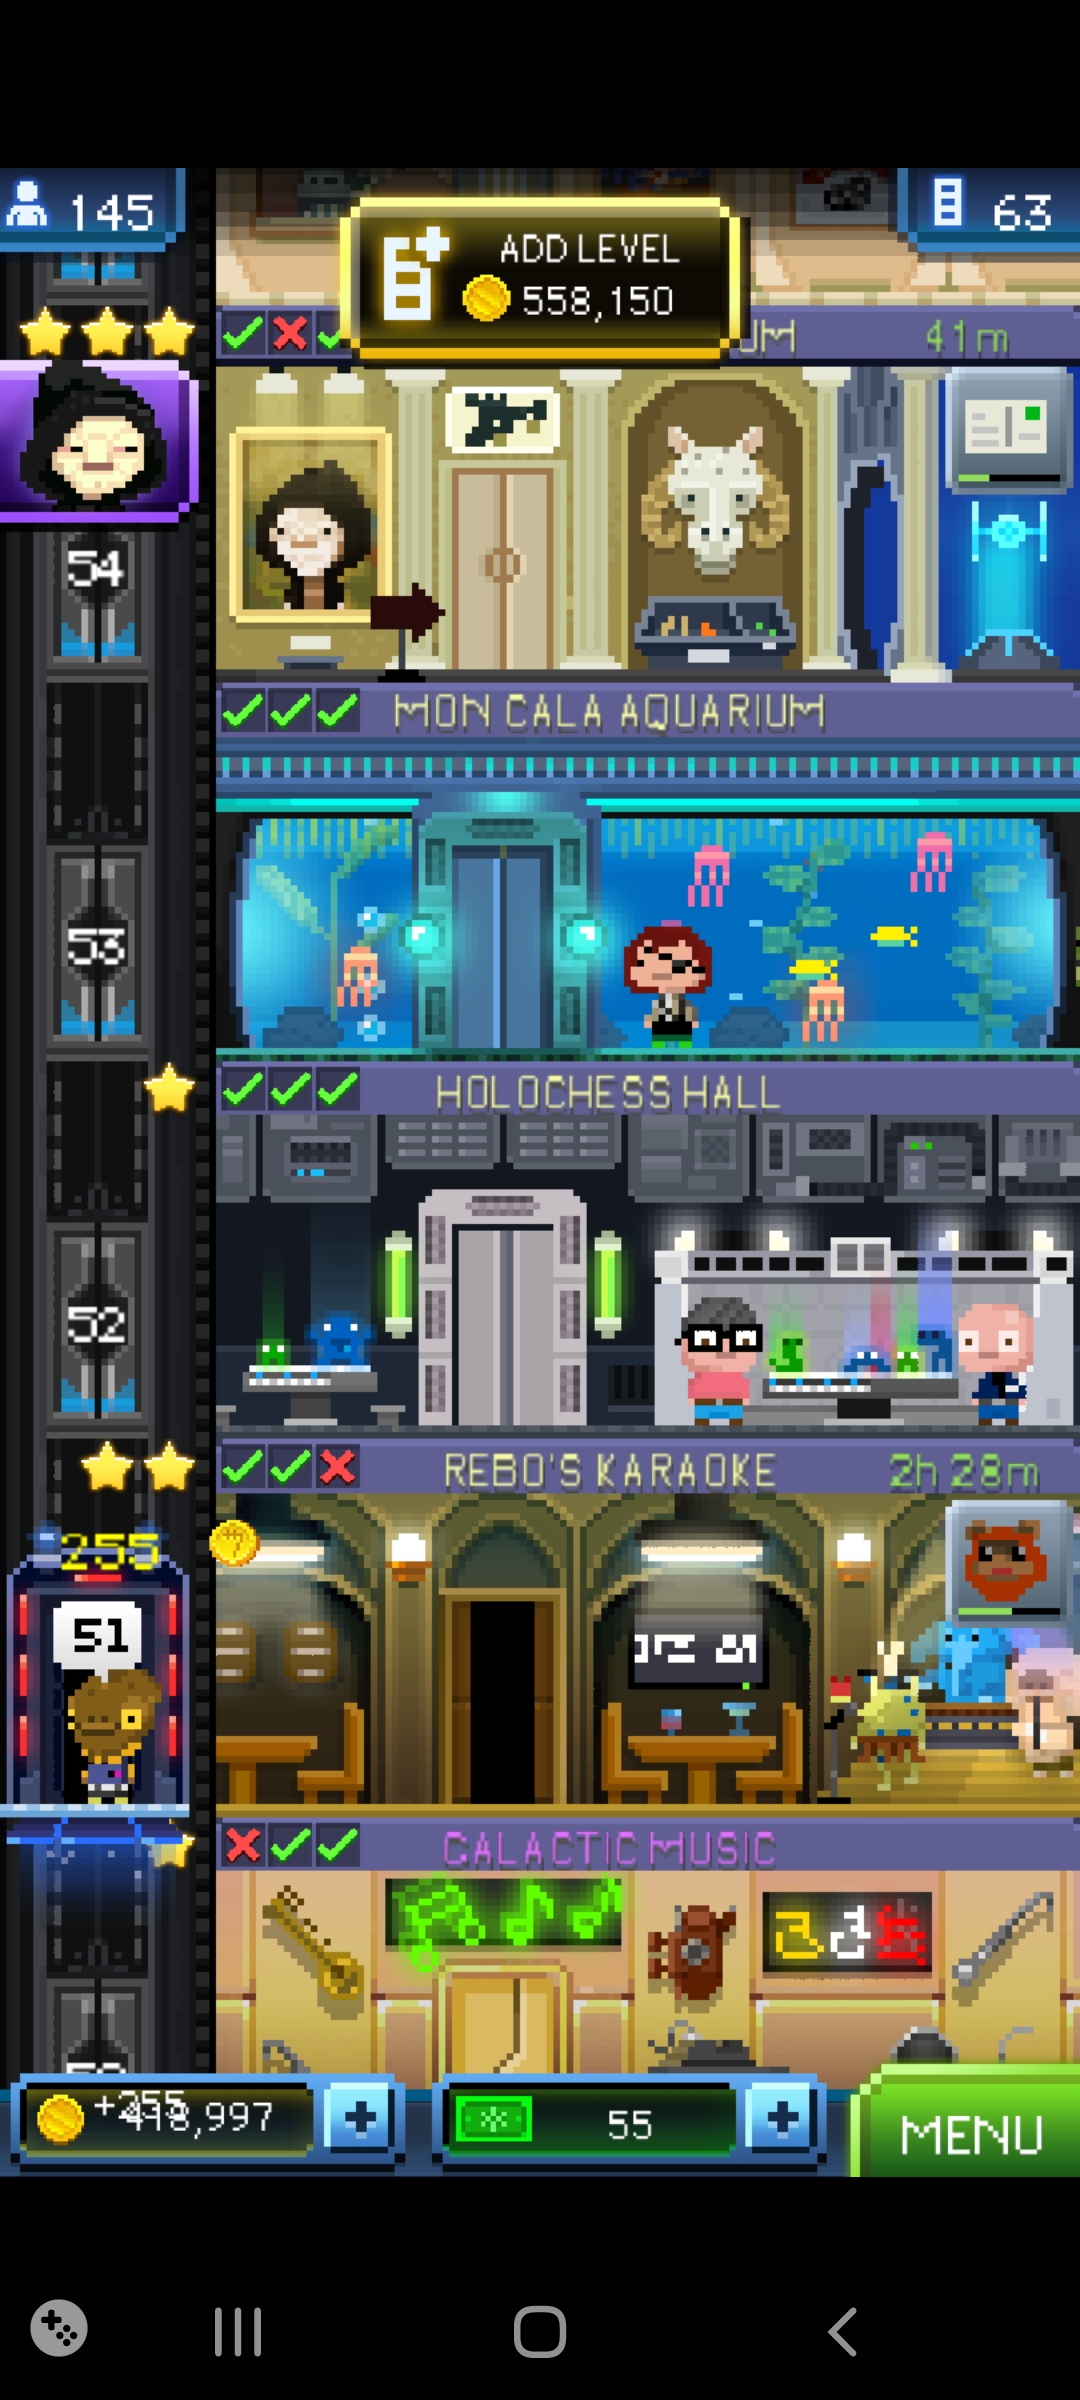 145
ADD LEVEL
558,150
63
41m
54
MON CALA AQUARIUM
53
HOLOCHESS HALL
52
REBO'S KARAOKE
2h 28m
255
51
GALACTIC MUSIC
+255
418,997
55
MENU